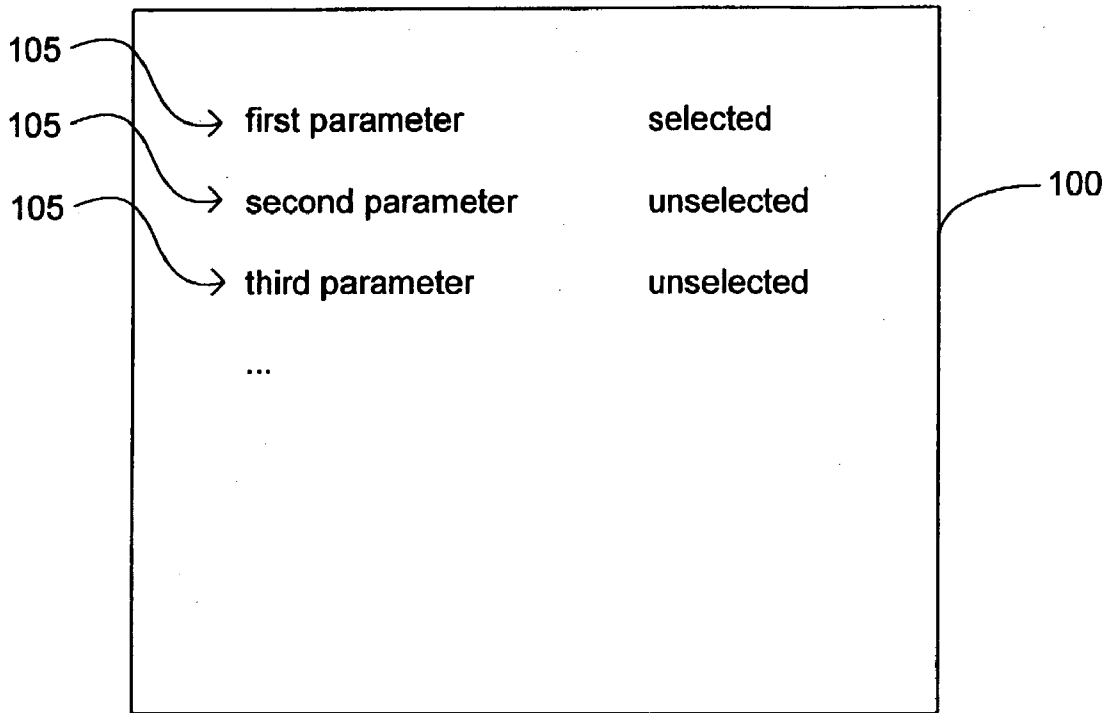 105
first parameter selected
105
second parameter unselected
100
105
third parameter unselected
...